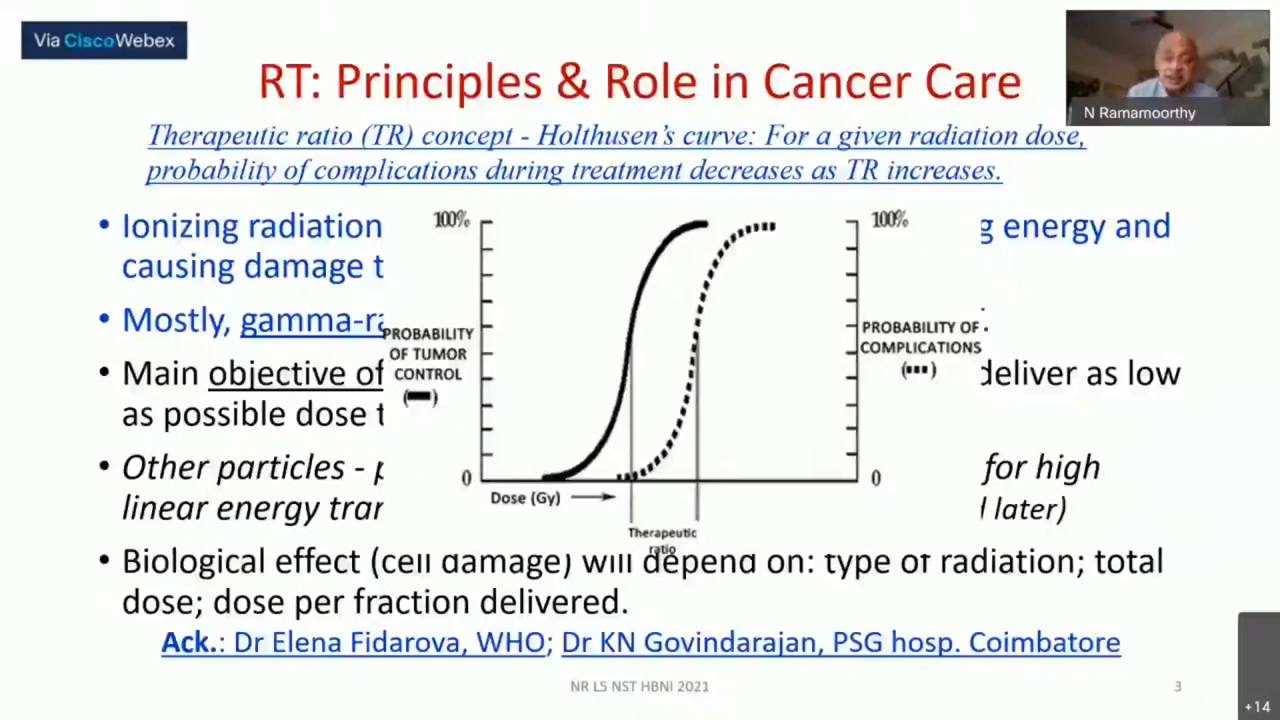 Via Cisco Webex
RT: Principles & Role in Cancer Care
N Ramamoorthy
Therapeutic ratio (TR) concept - Holthusen's curve: For a given radiation dose,
probability of complications during treatment decreases as TR increases.
• Ionizing radiation
g energy and
causing damage t
• Mostly, gamma-ra
• Main objective of
deliver as low
as possible dose t
• Other particles - p
for high
linear energy tran
later)
100%
100%
PROBABILITY
OF TUMOR
CONTROL
PROBABILITY OF
COMPLICATIONS
0
0
Dose (Gy)
Therapeutic
ratio
• Biological effect (cell damage) will depend on: type of radiation; total
dose; dose per fraction delivered.
Ack.: Dr Elena Fidarova, WHO; Dr KN Govindarajan, PSG hosp. Coimbatore
NR L5 NST HBNI 2021
3
+14